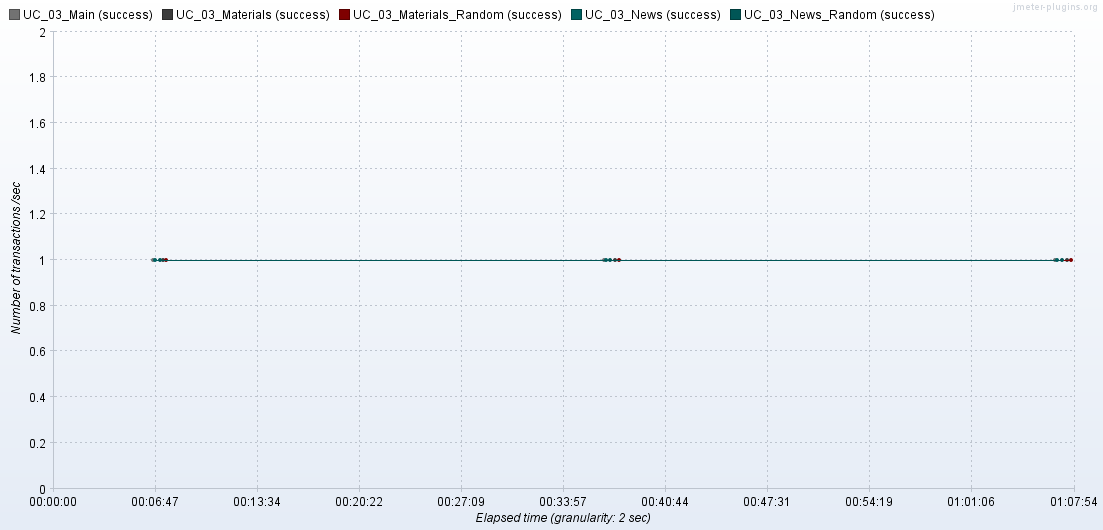 UC_03_Main (success) UC_03_Materials (success) UC_03_Materials_Random (success) UC_03_News (success) UC_03_News_Random (success)
jmeter-plugins.org
2
1.8
1.6
1.4
1.2
1
0.8
0.6
0.4
0.2
0
Number of transactions /sec
00:00:00 00:06:47 00:13:34 00:20:22 00:27:09 00:33:57 00:40:44 00:47:31 00:54:19 01:01:06 01:07:54
Elapsed time (granularity: 2 sec)